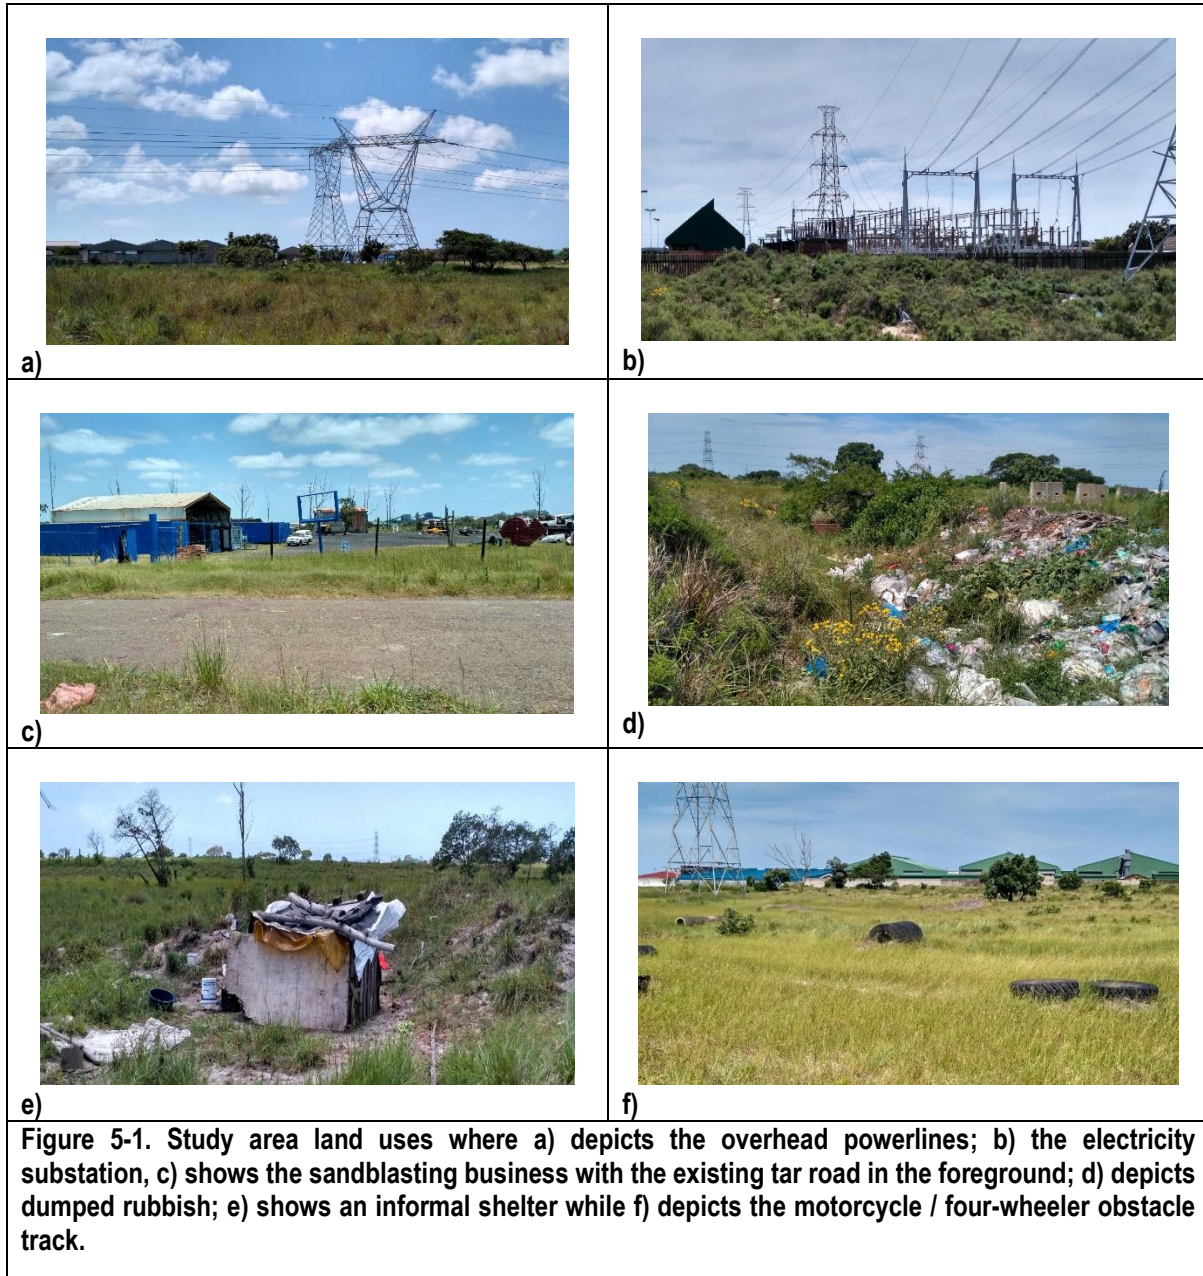 a)
b)
c)
d)
e)
f)
Figure 5-1. Study area land uses where a) depicts the overhead powerlines; b) the electricity
substation, c) shows the sandblasting business with the existing tar road in the foreground; d) depicts
dumped rubbish; e) shows an informal shelter while f) depicts the motorcycle / four-wheeler obstacle
track.